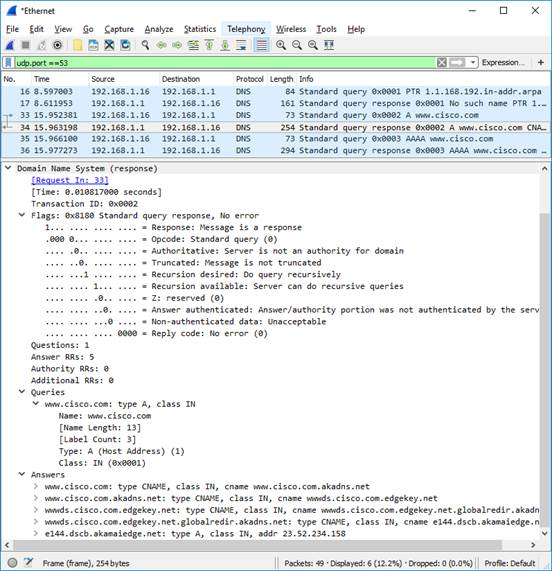 *Ethernet
File Edit View Go Capture Analyze Statistics Telephony Wireless Tools Help
udp.port ==53
Expression... +
No. Time Source Destination Protocol Length Info
16 8.597003 192.168.1.16 192.168.1.1 DNS 84 Standard query 0x0001 PTR 1.1.168.192.in-addr.arpa
17 8.611953 192.168.1.1 192.168.1.16 DNS 161 Standard query response 0x0001 No such name PTR 1.…
33 15.952381 192.168.1.16 192.168.1.1 DNS 73 Standard query 0x0002 A www.cisco.com
34 15.963198 192.168.1.1 192.168.1.16 DNS 254 Standard query response 0x0002 A www.cisco.com CNA…
35 15.966100 192.168.1.16 192.168.1.1 DNS 73 Standard query 0x0003 AAAA www.cisco.com
36 15.977273 192.168.1.1 192.168.1.16 DNS 294 Standard query response 0x0003 AAAA www.cisco.com …
Domain Name System (response)
[Request In: 33]
[Time: 0.010817000 seconds]
Transaction ID: 0x0002
Flags: 0x8180 Standard query response, No error
1... .... .... .... = Response: Message is a response
.000 0... .... .... = Opcode: Standard query (0)
.... .0.. .... .... = Authoritative: Server is not an authority for domain
.... ..0. .... .... = Truncated: Message is not truncated
.... ...1 .... .... = Recursion desired: Do query recursively
.... .... 1... .... = Recursion available: Server can do recursive queries
.... .... .0.. .... = Z: reserved (0)
.... .... ..0. .... = Answer authenticated: Answer/authority portion was not authenticated by the serv
.... .... ...0 .... = Non-authenticated data: Unacceptable
.... .... .... 0000 = Reply code: No error (0)
Questions: 1
Answer RRs: 5
Authority RRs: 0
Additional RRs: 0
Queries
www.cisco.com: type A, class IN
Name: www.cisco.com
[Name Length: 13]
[Label Count: 3]
Type: A (Host Address) (1)
Class: IN (0x0001)
Answers
www.cisco.com: type CNAME, class IN, cname www.cisco.com.akadns.net
www.cisco.com.akadns.net: type CNAME, class IN, cname wwwds.cisco.com.edgekey.net
wwwds.cisco.com.edgekey.net: type CNAME, class IN, cname wwwds.cisco.com.edgekey.net.globalredir.akadn
wwwds.cisco.com.edgekey.net.globalredir.akadns.net: type CNAME, class IN, cname e144.dscb.akamaiedge.n
e144.dscb.akamaiedge.net: type A, class IN, addr 23.52.234.158
Frame (frame), 254 bytes
Packets: 49 · Displayed: 6 (12.2%) · Dropped: 0 (0.0%)
Profile: Default